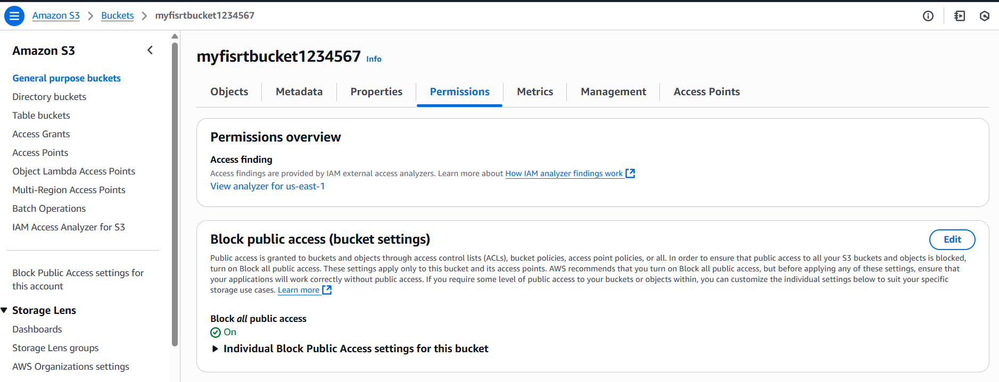 Amazon S3 > Buckets > myfisrtbucket1234567
Amazon S3
General purpose buckets
Directory buckets
Table buckets
Access Grants
Access Points
Object Lambda Access Points
Multi-Region Access Points
Batch Operations
IAM Access Analyzer for S3
Block Public Access settings for
this account
Storage Lens
Dashboards
Storage Lens groups
AWS Organizations settings
myfisrtbucket1234567 Info
Objects Metadata Properties Permissions Metrics Management Access Points
Permissions overview
Access finding
Access findings are provided by IAM external access analyzers. Learn more about How IAM analyzer findings work
View analyzer for us-east-1
Block public access (bucket settings)
Edit
Public access is granted to buckets and objects through access control lists (ACLs), bucket policies, access point policies, or all. In order to ensure that public access to all your S3 buckets and objects is blocked,
turn on Block all public access. These settings apply only to this bucket and its access points. AWS recommends that you turn on Block all public access, but before applying any of these settings, ensure that
your applications will work correctly without public access. If you require some level of public access to your buckets or objects within, you can customize the individual settings below to suit your specific
storage use cases. Learn more
Block all public access
On
Individual Block Public Access settings for this bucket